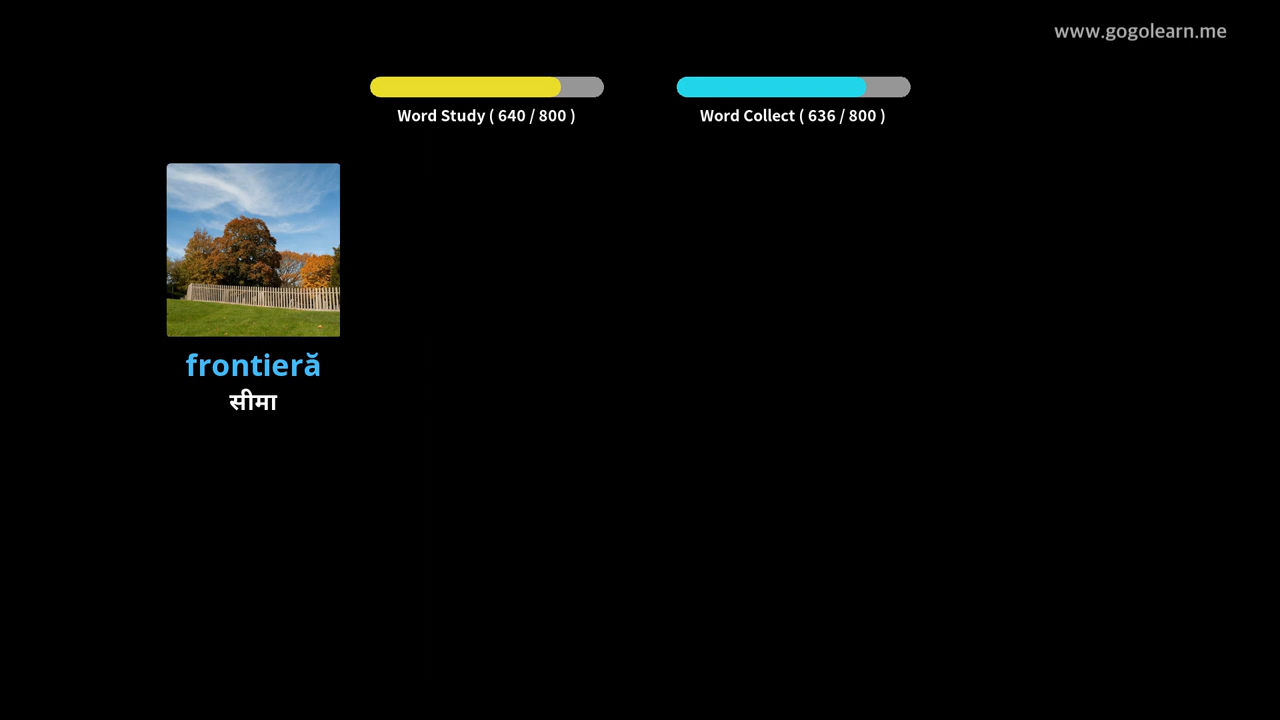 www.gogolearn.me
Word Study ( 640 / 800 )
Word Collect ( 636 / 800 )
frontieră
सीमा